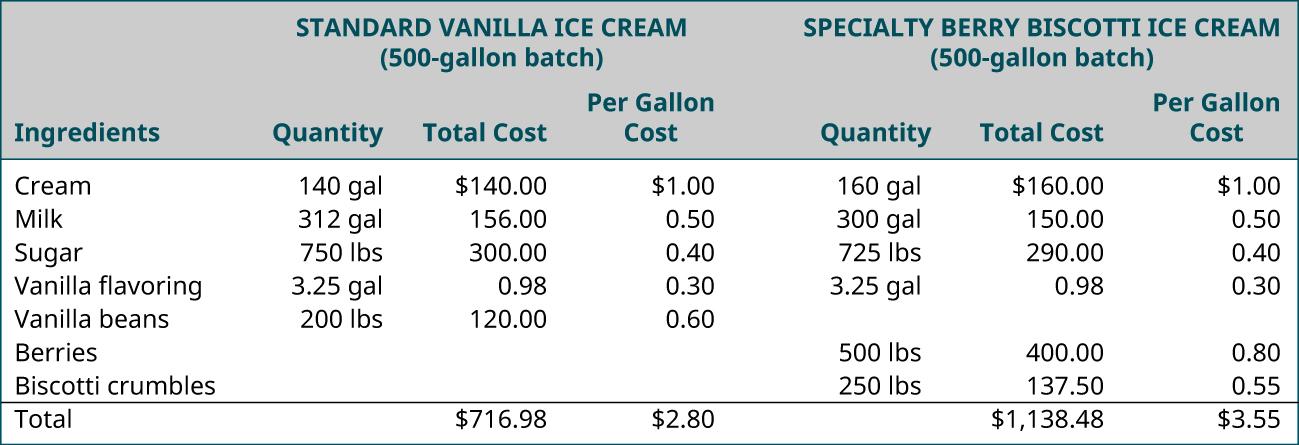 STANDARD VANILLA ICE CREAM SPECIALTY BERRY BISCOTTI ICE CREAM
(500-gallon batch) (500-gallon batch)
Per Gallon Per Gallon
Ingredients Quantity Total Cost Cost Quantity Total Cost Cost
Cream 140 gal $140.00 $1.00 160 gal $160.00 $1.00
Milk 312 gal 156.00 0.50 300 gal 150.00 0.50
Sugar 750 lbs 300.00 0.40 725 lbs 290.00 0.40
Vanilla flavoring 3.25 gal 0.98 0.30 3.25 gal 0.98 0.30
Vanilla beans 200 lbs 120.00 0.60
Berries 500 lbs 400.00 0.80
Biscotti crumbles 250 lbs 137.50 0.55
Total $716.98 $2.80 $1,138.48 $3.55